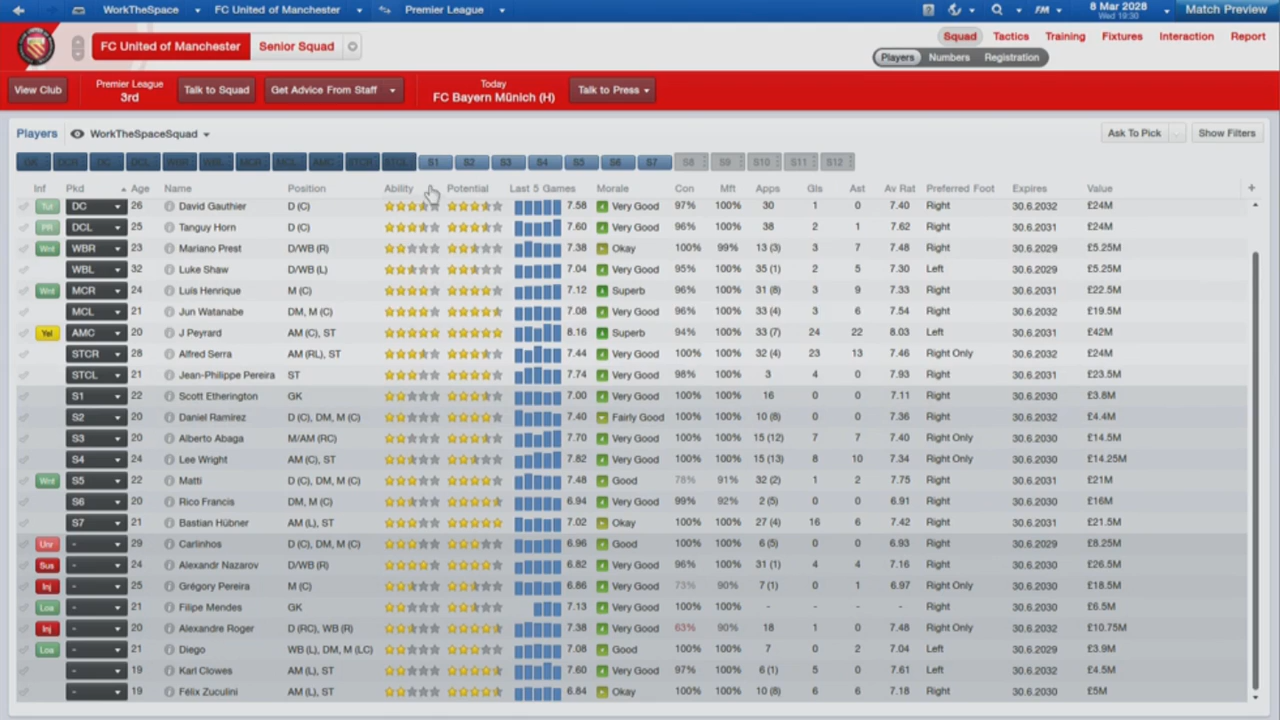 WorkTheSpace FC United of Manchester Premier League FM 8 Mar 2028 Wed 19:30 Match Preview
FC United of Manchester Senior Squad Squad Tactics Training Fixtures Interaction Report
Players Numbers Registration
View Club Premier League 3rd Talk to Squad Get Advice From Staff Today FC Bayern Münich (H) Talk to Press
Players WorkTheSpaceSquad Ask To Pick Show Filters
GK DCR DC DCL WBR WBL MCR MCL AMC STCR STCL S1 S2 S3 S4 S5 S6 S7 S8 S9 S10 S11 S12
Inf Pkd Age Name Position Ability Potential Last 5 Games Morale Con Mft Apps Gls Ast Av Rat Preferred Foot Expires Value
Tut DC 26 David Gauthier D (C) 7.58 Very Good 97% 100% 30 1 0 7.40 Right 30.6.2032 £24M
PR DCL 25 Tanguy Horn D (C) 7.60 Very Good 96% 100% 38 2 1 7.62 Right 30.6.2031 £24M
Wnt WBR 23 Mariano Prest D/WB (R) 7.38 Okay 100% 99% 13 (3) 3 7 7.48 Right 30.6.2029 £5.25M
WBL 32 Luke Shaw D/WB (L) 7.04 Very Good 95% 100% 35 (1) 2 5 7.30 Left 30.6.2029 £5.25M
Wnt MCR 24 Luis Henrique M (C) 7.12 Superb 96% 100% 31 (8) 3 9 7.33 Right 30.6.2031 £22.5M
MCL 21 Jun Watanabe DM, M (C) 7.08 Very Good 96% 100% 33 (4) 3 6 7.54 Right 30.6.2032 £19.5M
Yel AMC 20 J Peyrard AM (C), ST 8.16 Superb 94% 100% 33 (7) 24 22 8.03 Left 30.6.2031 £42M
STCR 28 Alfred Serra AM (RL), ST 7.44 Very Good 100% 100% 32 (4) 23 13 7.46 Right Only 30.6.2032 £24M
STCL 21 Jean-Philippe Pereira ST 7.74 Very Good 98% 100% 3 4 0 7.93 Right Only 30.6.2031 £23.5M
S1 22 Scott Etherington GK 7.00 Very Good 100% 100% 16 0 0 7.11 Right 30.6.2030 £3.8M
S2 20 Daniel Ramírez D (C), DM, M (C) 7.40 Fairly Good 100% 100% 10 (8) 0 0 7.36 Right 30.6.2032 £4.4M
S3 20 Alberto Abaga M/AM (RC) 7.70 Very Good 100% 100% 15 (12) 7 7 7.40 Right Only 30.6.2030 £14.5M
S4 24 Lee Wright AM (C), ST 7.82 Very Good 100% 100% 15 (13) 8 10 7.34 Right Only 30.6.2030 £14.25M
Wnt S5 22 Matti D (C), DM, M (C) 7.48 Good 78% 91% 32 (2) 1 2 7.75 Right 30.6.2031 £21M
S6 20 Rico Francis DM, M (C) 6.94 Very Good 99% 92% 2 (5) 0 0 6.91 Right 30.6.2030 £16M
S7 21 Bastian Hübner AM (L), ST 7.02 Okay 100% 100% 27 (4) 16 6 7.42 Right 30.6.2031 £21.5M
Unr - 29 Carlinhos D (C), DM, M (C) 6.96 Good 100% 100% 6 (5) 0 0 6.93 Right 30.6.2029 £8.25M
Sus - 24 Alexandr Nazarov D/WB (R) 6.82 Very Good 96% 100% 31 (1) 4 4 7.16 Right 30.6.2030 £26.5M
Inj - 25 Grégory Pereira M (C) 6.86 Very Good 73% 90% 7 (1) 0 1 6.97 Right Only 30.6.2030 £18.5M
Loa - 21 Filipe Mendes GK 7.13 Very Good 100% 100% - - - - Right 30.6.2030 £6.5M
Inj - 20 Alexandre Roger D (RC), WB (R) 7.38 Very Good 63% 90% 18 1 0 7.48 Right Only 30.6.2032 £10.75M
Loa - 21 Diego WB (L), DM, M (LC) 7.08 Good 100% 100% 7 0 2 7.04 Left 30.6.2029 £3.9M
- 19 Karl Clowes AM (L), ST 7.60 Very Good 97% 100% 6 (1) 5 0 7.61 Left 30.6.2032 £4.5M
- 19 Félix Zuculini AM (L), ST 6.84 Okay 100% 100% 10 (8) 6 6 7.18 Right 30.6.2030 £5M